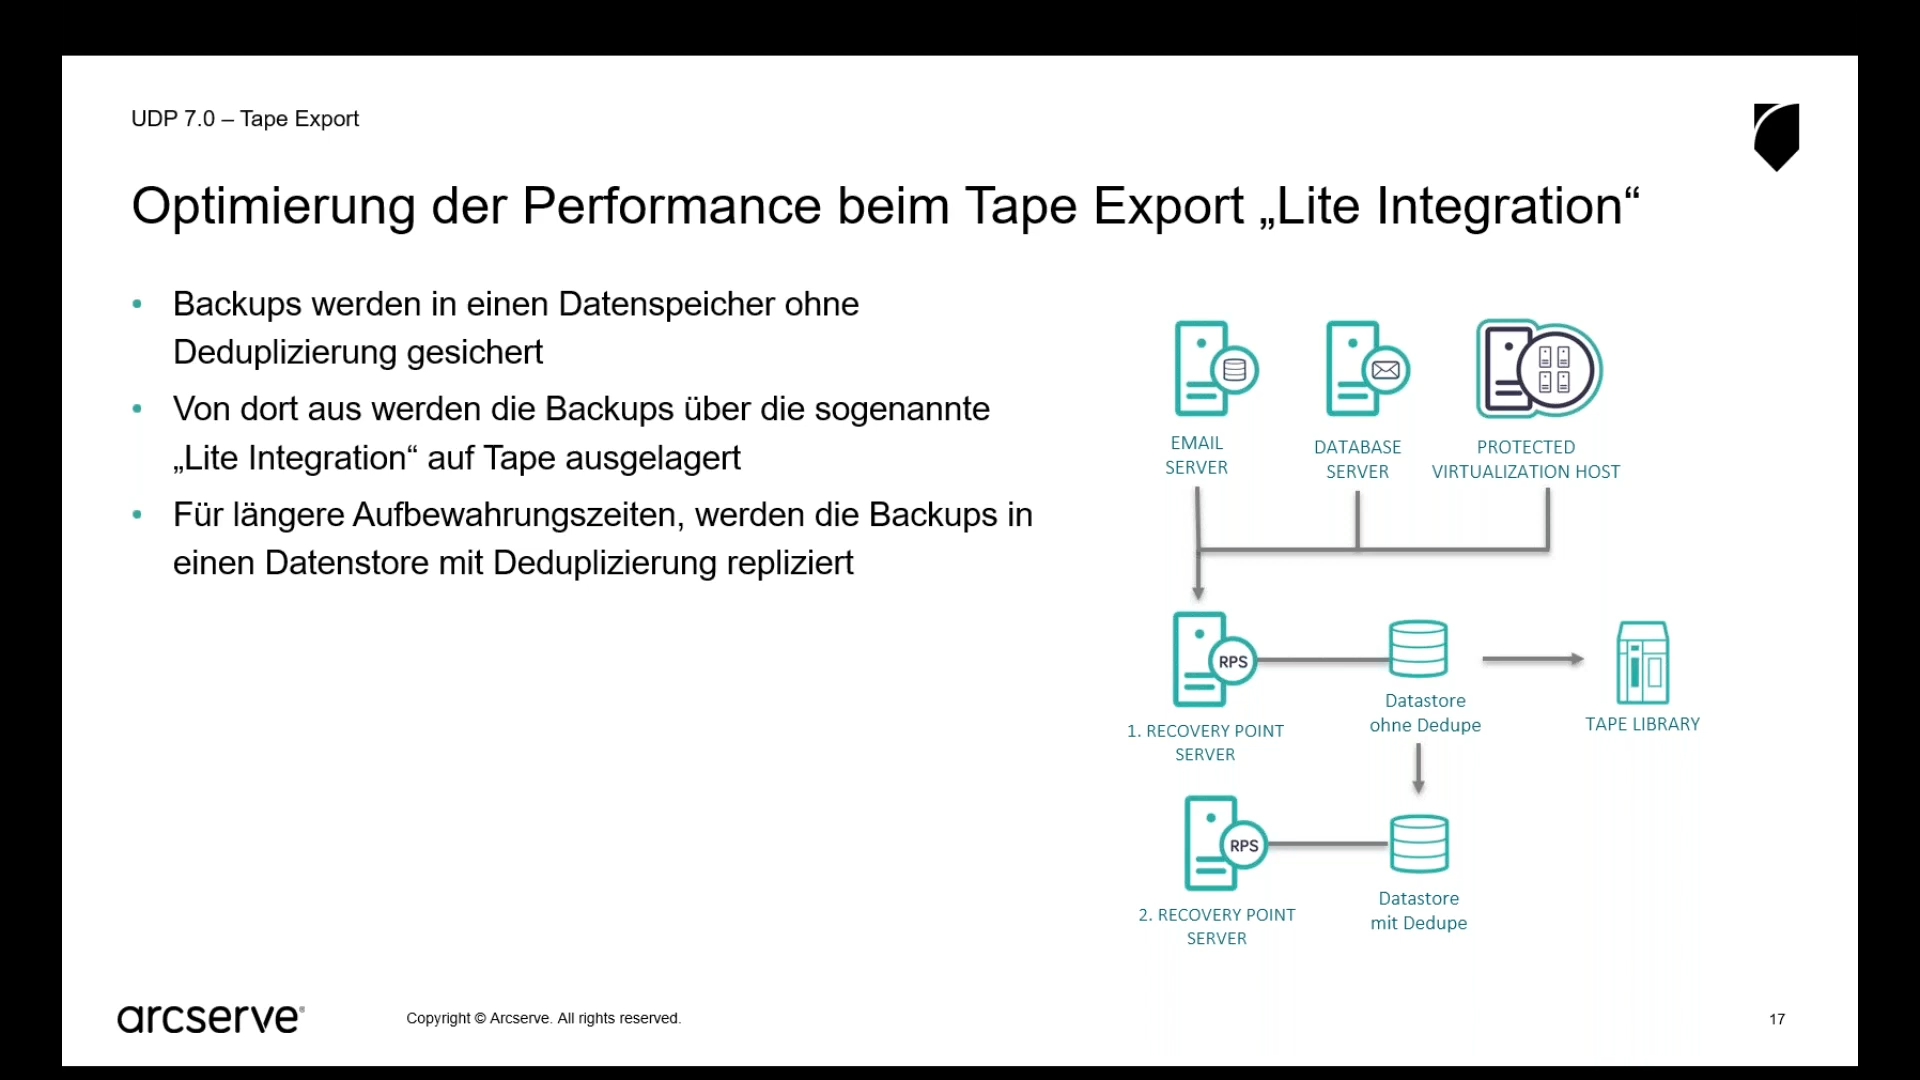 UDP 7.0 – Tape Export
Optimierung der Performance beim Tape Export „Lite Integration“
• Backups werden in einen Datenspeicher ohne
Deduplizierung gesichert
• Von dort aus werden die Backups über die sogenannte
„Lite Integration“ auf Tape ausgelagert
• Für längere Aufbewahrungszeiten, werden die Backups in
einen Datenstore mit Deduplizierung repliziert
EMAIL
SERVER
DATABASE
SERVER
PROTECTED
VIRTUALIZATION HOST
RPS
1. RECOVERY POINT
SERVER
Datastore
ohne Dedupe
TAPE LIBRARY
RPS
2. RECOVERY POINT
SERVER
Datastore
mit Dedupe
arcserve®
Copyright © Arcserve. All rights reserved.
17